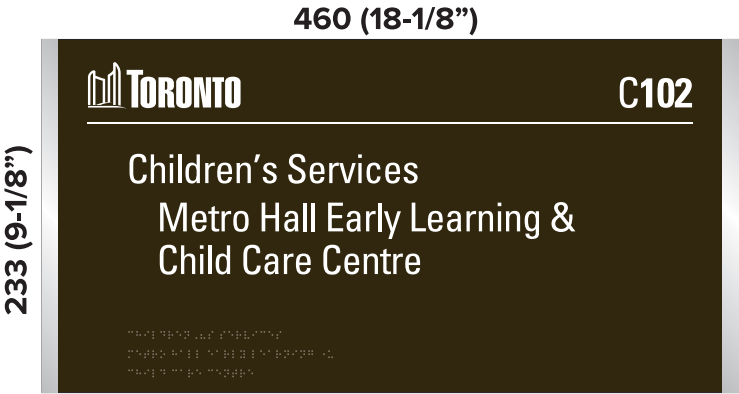 460 (18-1/8”)
233 (9-1/8”)
TORONTO
C102
Children’s Services
Metro Hall Early Learning &
Child Care Centre